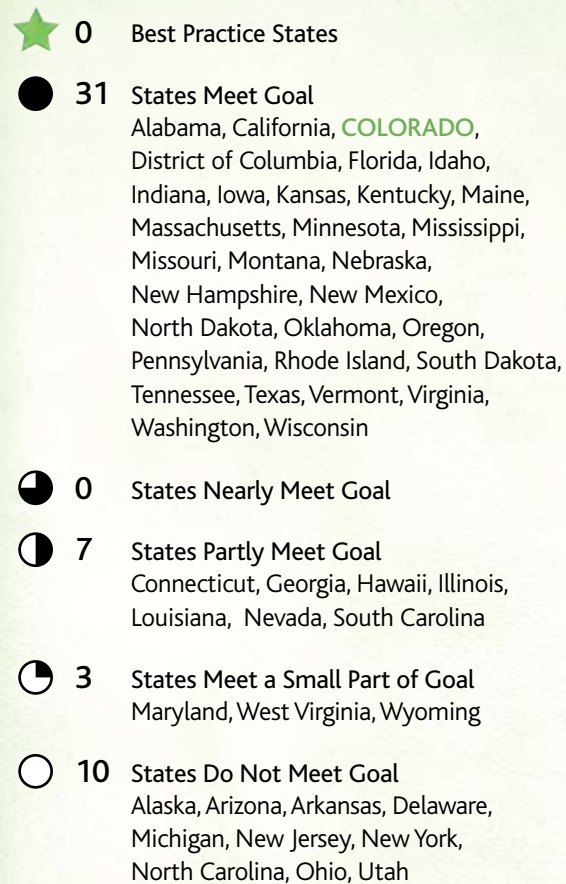 0 Best Practice States
31 States Meet Goal
Alabama, California, COLORADO,
District of Columbia, Florida, Idaho,
Indiana, Iowa, Kansas, Kentucky, Maine,
Massachusetts, Minnesota, Mississippi,
Missouri, Montana, Nebraska,
New Hampshire, New Mexico,
North Dakota, Oklahoma, Oregon,
Pennsylvania, Rhode Island, South Dakota,
Tennessee, Texas, Vermont, Virginia,
Washington, Wisconsin
0 States Nearly Meet Goal
7 States Partly Meet Goal
Connecticut, Georgia, Hawaii, Illinois,
Louisiana, Nevada, South Carolina
3 States Meet a Small Part of Goal
Maryland, West Virginia, Wyoming
10 States Do Not Meet Goal
Alaska, Arizona, Arkansas, Delaware,
Michigan, New Jersey, New York,
North Carolina, Ohio, Utah